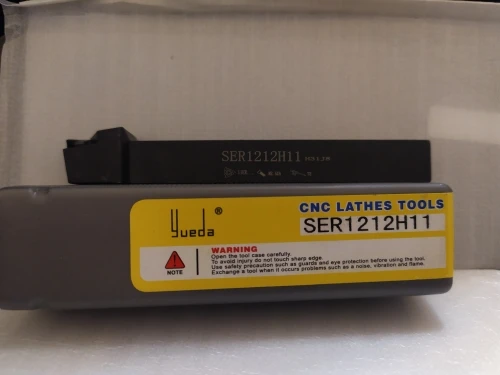 SER1212H11
CNC LATHES TOOLS
yueda ®
SER1212H11
WARNING
Open the tool case carefully.
To avoid injury do not touch sharp edge.
Use safety precaution such as guards and eye protection before using the tool.
Exchange a tool when it occurs problems such as a noise, vibration and flame.
NOTE